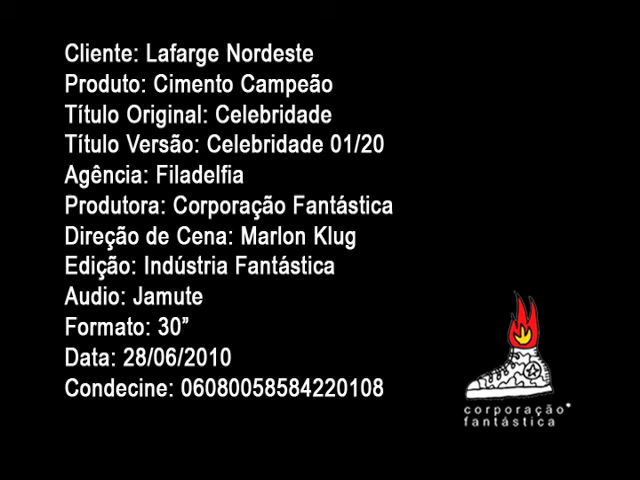 Cliente: Lafarge Nordeste
Produto: Cimento Campeão
Título Original: Celebridade
Título Versão: Celebridade 01/20
Agência: Filadelfia
Produtora: Corporação Fantástica
Direção de Cena: Marlon Klug
Edição: Indústria Fantástica
Audio: Jamute
Formato: 30”
Data: 28/06/2010
Condecine: 06080058584220108
corporação*
fantástica